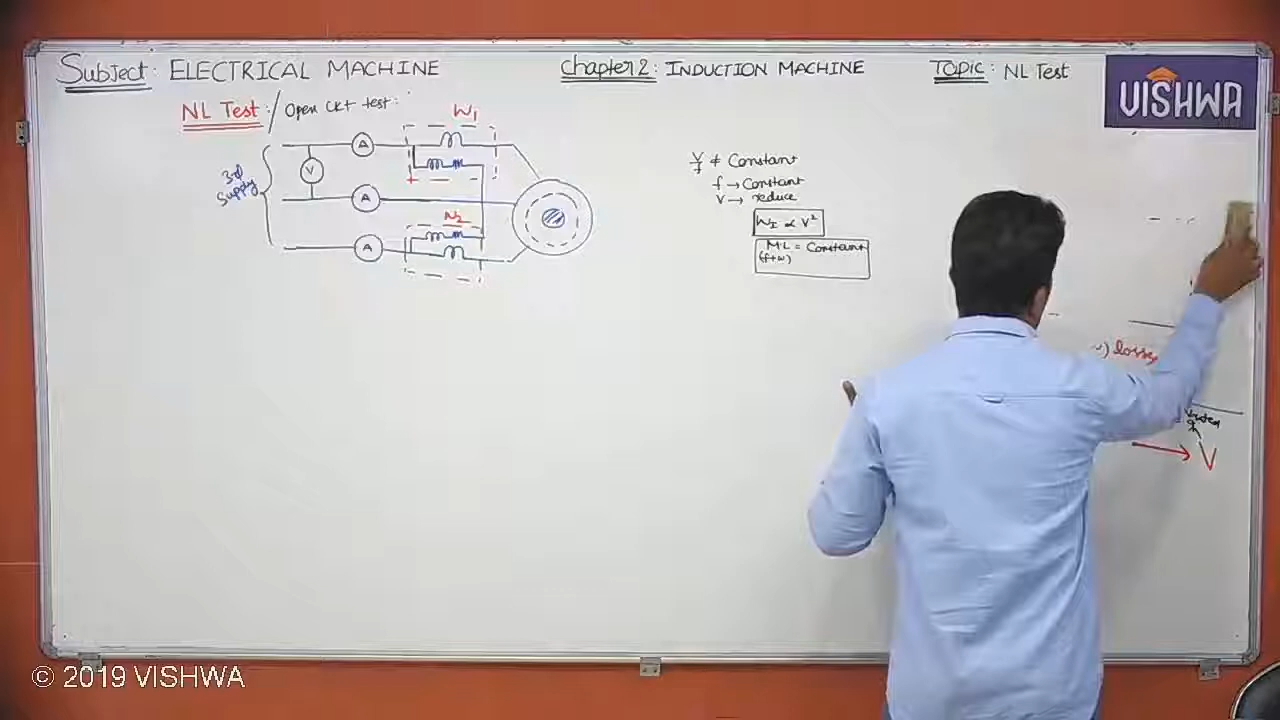 Subject: ELECTRICAL MACHINE
Chapter 2: INDUCTION MACHINE
TOPIC: NL Test
VISHWA
NL Test:/ Open CKt test:
W1
A
V
3Ø Supply
A
W2
A
V/f ≠ Constant
f → Constant
V → reduce
WI ∝ V²
ML = Constant
(f+w)
losses
V
© 2019 VISHWA